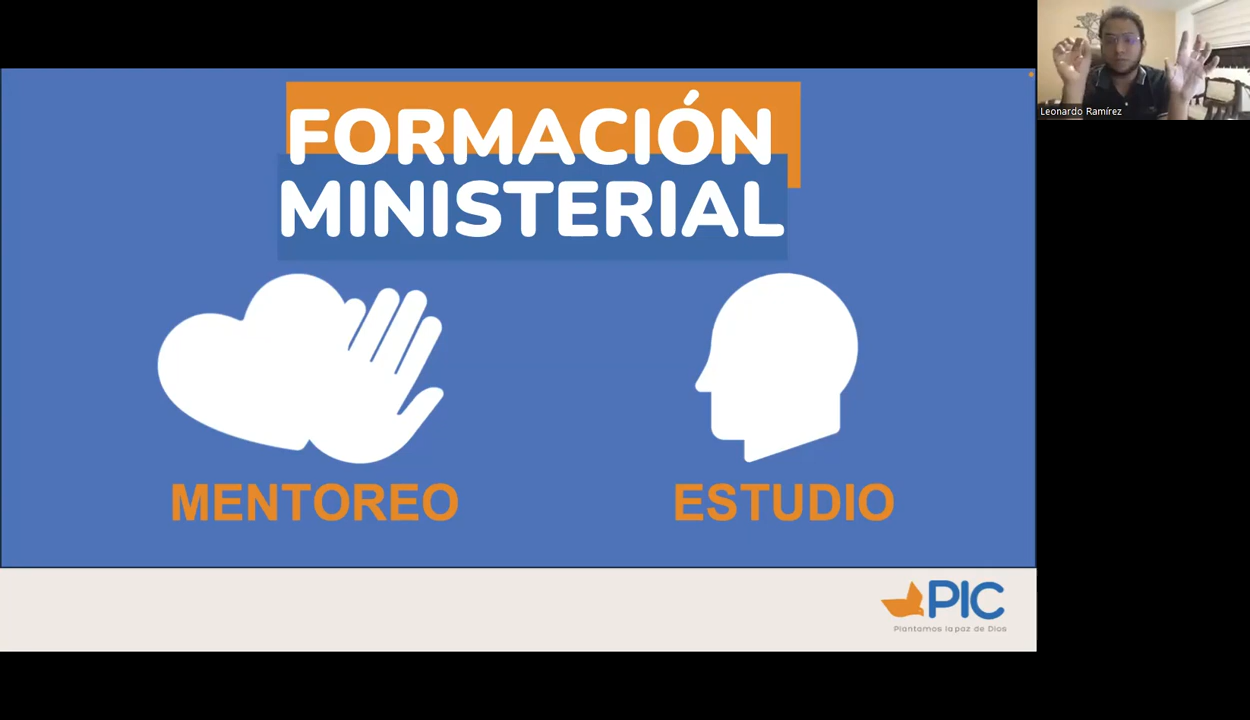 Leonardo Ramírez
FORMACIÓN
MINISTERIAL
MENTOREO
ESTUDIO
PIC
Plantamos la paz de Dios